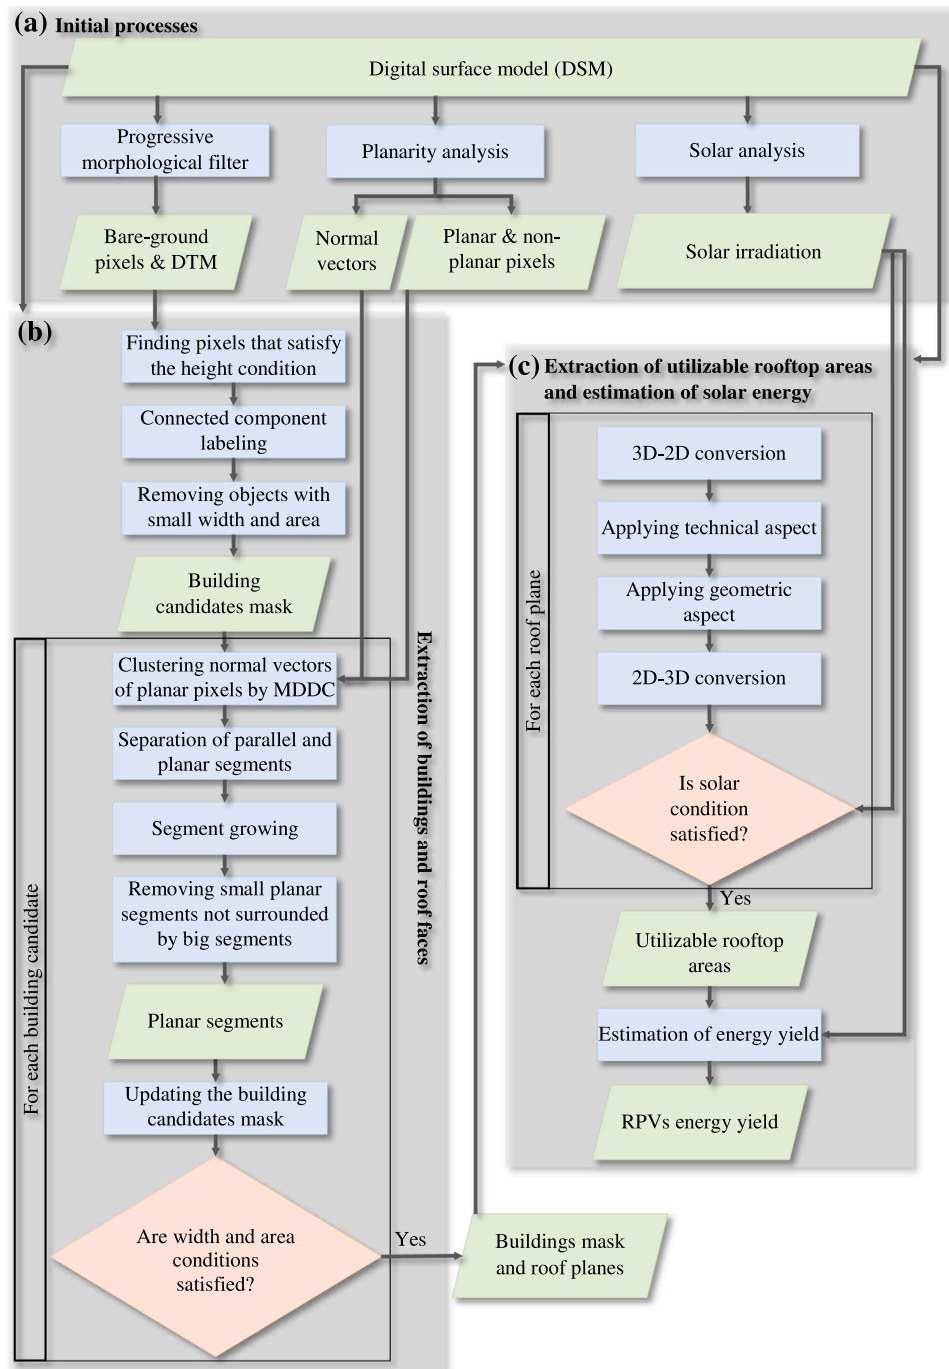 (a) Initial processes
Digital surface model (DSM)
Progressive
morphological filter
Planarity analysis
Solar analysis
Bare-ground
pixels & DTM
Normal
vectors
Planar & non-
planar pixels
Solar irradiation
(b)
Finding pixels that satisfy
the height condition
Connected component
labeling
Removing objects with
small width and area
Building
candidates mask
Extraction of buildings and roof faces
For each building candidate
Clustering normal vectors
of planar pixels by MDDC
Separation of parallel and
planar segments
Segment growing
Removing small planar
segments not surrounded
by big segments
Planar segments
Updating the building
candidates mask
Are width and area
conditions
satisfied?
Yes
Buildings mask
and roof planes
(c) Extraction of utilizable rooftop areas
and estimation of solar energy
For each roof plane
3D-2D conversion
Applying technical aspect
Applying geometric
aspect
2D-3D conversion
Is solar
condition
satisfied?
Yes
Utilizable rooftop
areas
Estimation of energy yield
RPVs energy yield